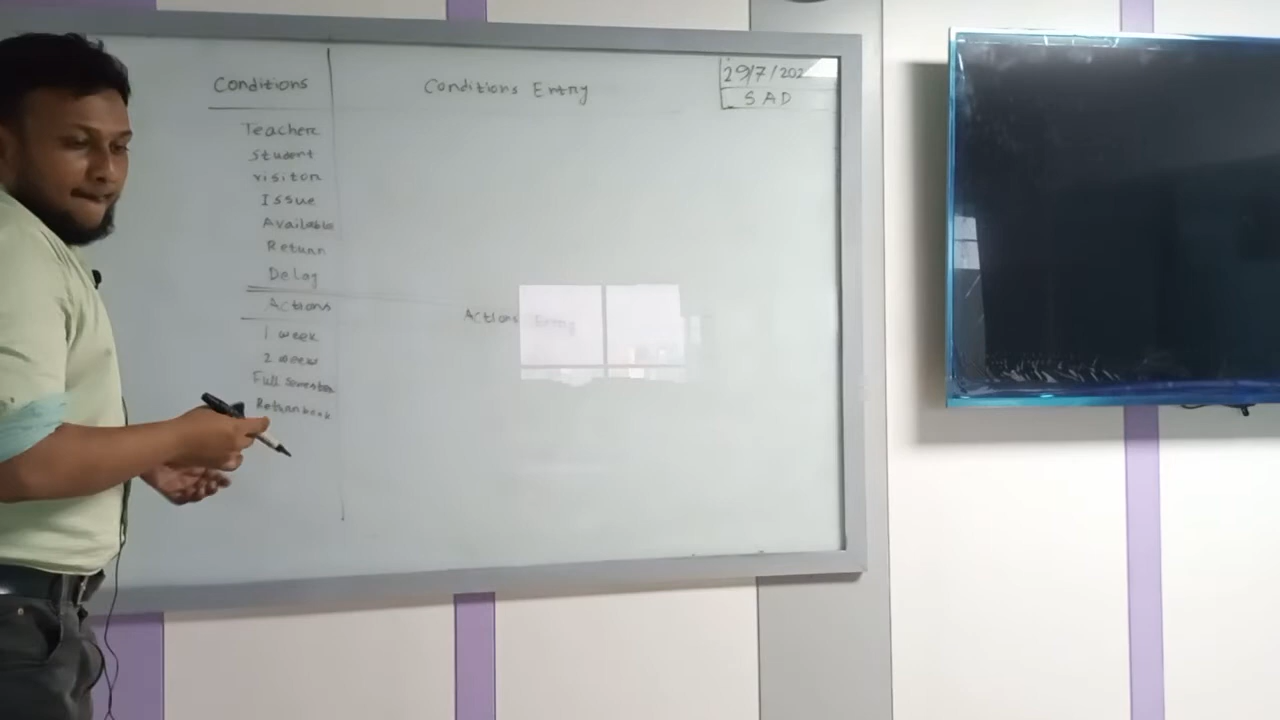 Conditions
Conditions Entry
29/7/202
SAD
Teacher
Student
visitor
Issue
Available
Return
Delay
Actions
Actions Entry
1 week
2 week
Full semester
Return book